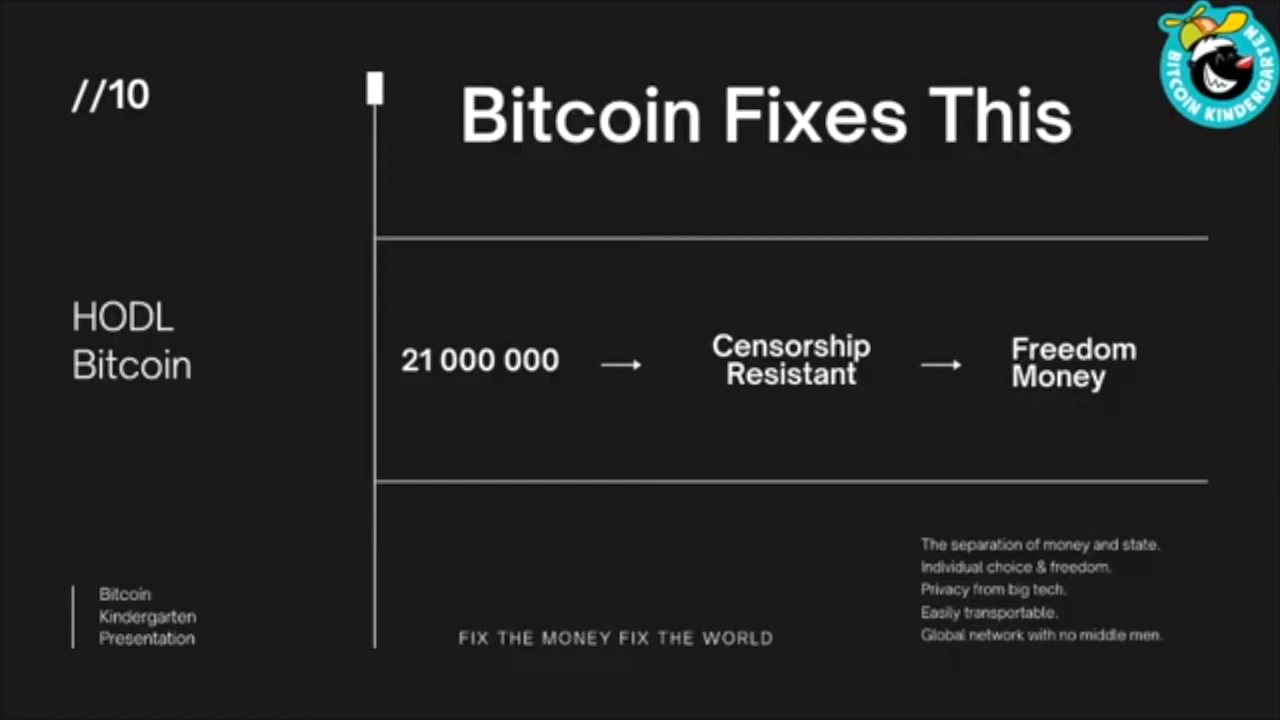 //10
Bitcoin Fixes This
BITCOIN KINDERGARTEN
HODL
Bitcoin
21 000 000
Censorship
Resistant
Freedom
Money
Bitcoin
Kindergarten
Presentation
FIX THE MONEY FIX THE WORLD
The separation of money and state.
Individual choice & freedom.
Privacy from big tech.
Easily transportable.
Global network with no middle men.